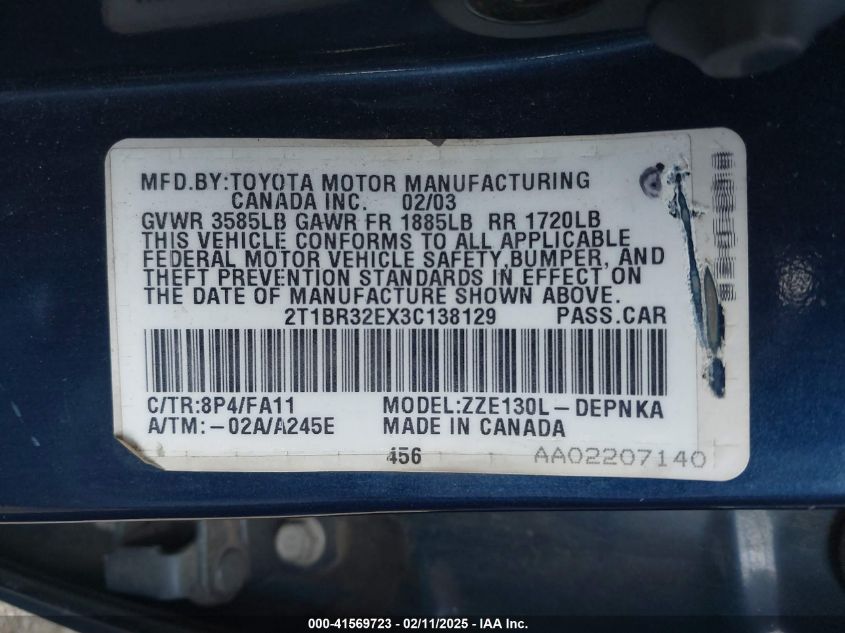 MFD.BY:TOYOTA MOTOR MANUFACTURING
CANADA INC. 02/03
GVWR 3585LB GAWR FR 1885LB RR 1720LB
THIS VEHICLE CONFORMS TO ALL APPLICABLE
FEDERAL MOTOR VEHICLE SAFETY,BUMPER, AND
THEFT PREVENTION STANDARDS IN EFFECT ON
THE DATE OF MANUFACTURE SHOWN ABOVE.
2T1BR32EX3C138129 PASS.CAR
C/TR:8P4/FA11 MODEL:ZZE130L-DEPNKA
A/TM:-02A/A245E MADE IN CANADA
456 AA02207140
000-41569723 - 02/11/2025 - IAA Inc.